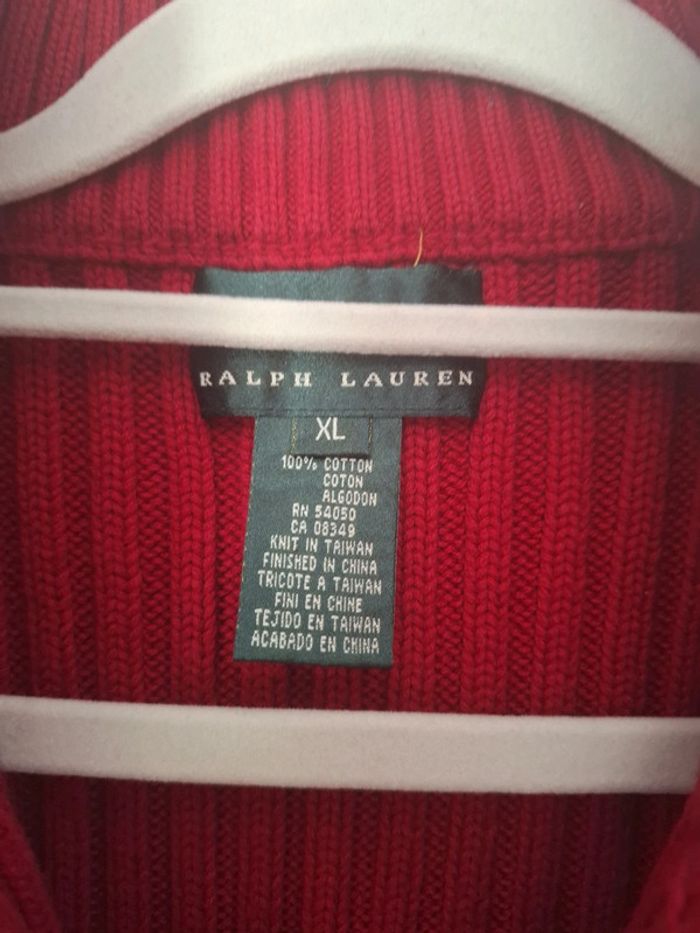 RALPH LAUREN
XL
100% COTTON
COTON
ALGODON
RN 54050
CA 08349
KNIT IN TAIWAN
FINISHED IN CHINA
TRICOTE A TAIWAN
FINI EN CHINE
TEJIDO EN TAIWAN
ACABADO EN CHINA